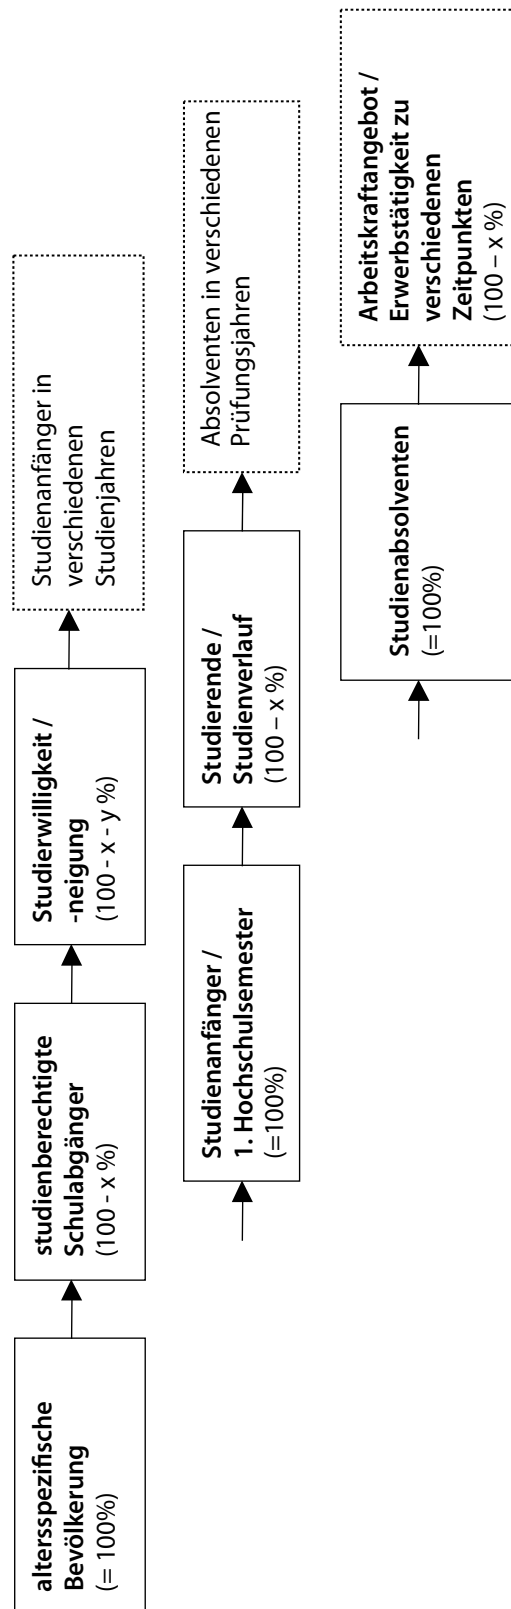 altersspezifische
Bevölkerung
(= 100%)
studienberechtigte
Schulabgänger
(100 - x %)
Studierwilligkeit /
-neigung
(100 - x - y %)
Studienanfänger in
verschiedenen
Studienjahren
Studienanfänger /
1. Hochschulsemester
(=100%)
Studierende /
Studienverlauf
(100 – x %)
Absolventen in verschiedenen
Prüfungsjahren
Studienabsolventen
(=100%)
Arbeitskraftangebot /
Erwerbstätigkeit zu
verschiedenen
Zeitpunkten
(100 – x %)